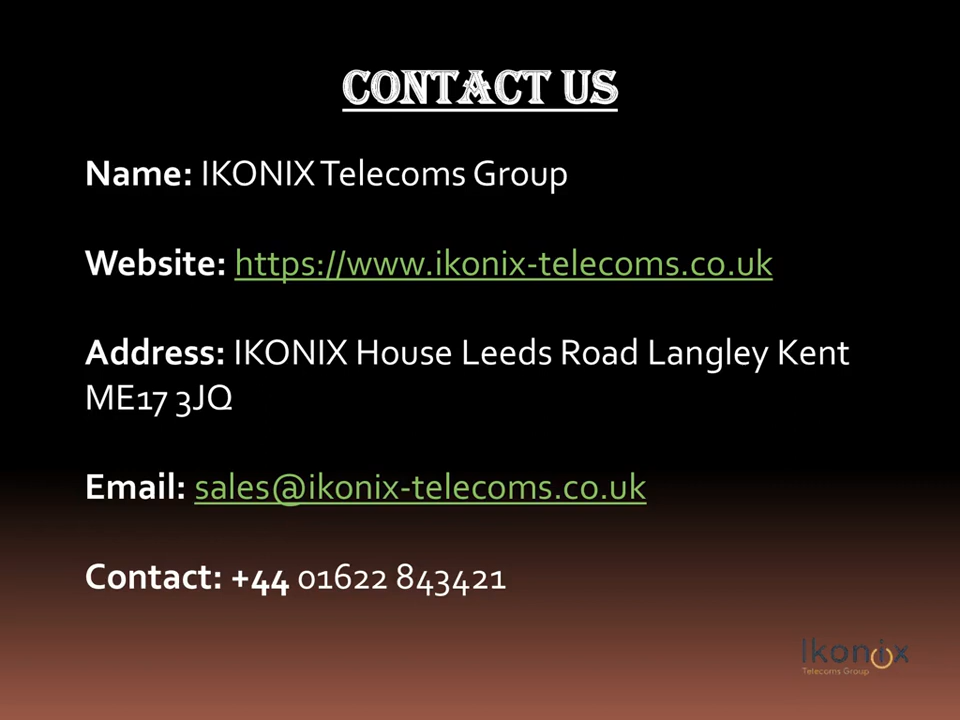 CONTACT US
Name: IKONIX Telecoms Group
Website: https://www.ikonix-telecoms.co.uk
Address: IKONIX House Leeds Road Langley Kent
ME17 3JQ
Email: sales@ikonix-telecoms.co.uk
Contact: +44 01622 843421
Ikonix
Telecoms Group